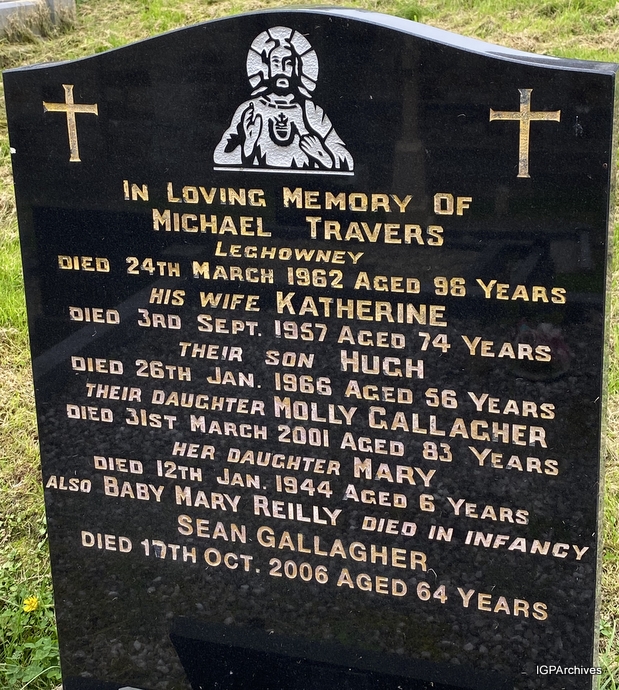 IN LOVING MEMORY OF
MICHAEL TRAVERS
LEGHOWNEY
DIED 24TH MARCH 1962 AGED 96 YEARS
HIS WIFE KATHERINE
DIED 3RD SEPT. 1957 AGED 74 YEARS
THEIR SON HUGH
DIED 26TH JAN. 1966 AGED 56 YEARS
THEIR DAUGHTER MOLLY GALLAGHER
DIED 31ST MARCH 2001 AGED 83 YEARS
HER DAUGHTER MARY
DIED 12TH JAN. 1944 AGED 6 YEARS
ALSO BABY MARY REILLY DIED IN INFANCY
SEAN GALLAGHER
DIED OCT. 2006 AGED 64 YEARS
IGPArchives